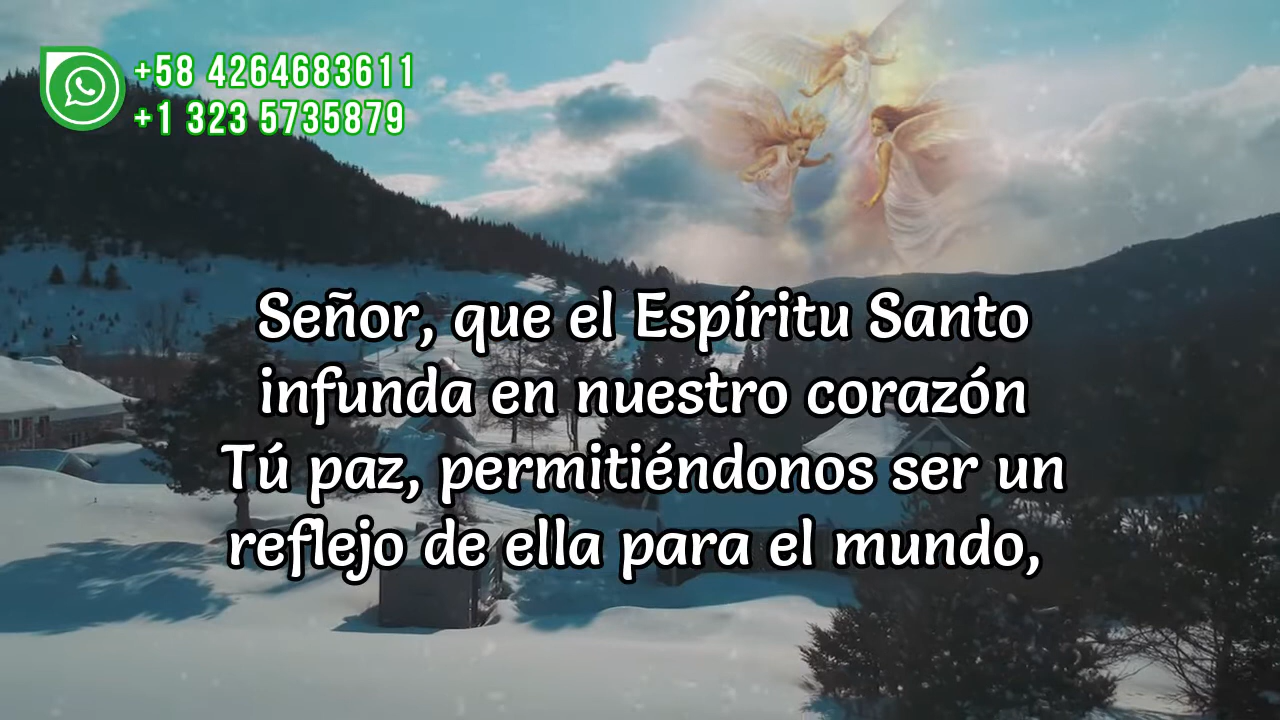 +58 4264683611
+1 323 5735879
Señor, que el Espíritu Santo
infunda en nuestro corazón
Tú paz, permitiéndonos ser un
reflejo de ella para el mundo,